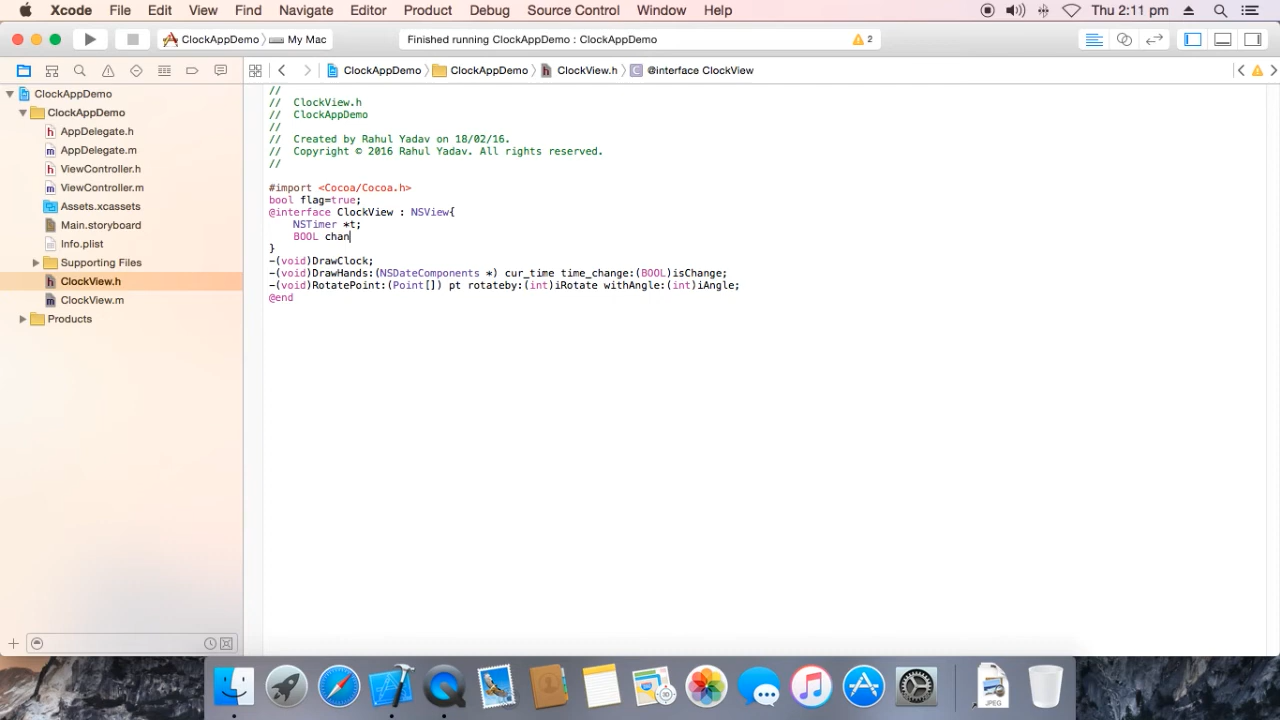 Xcode File Edit View Find Navigate Editor Product Debug Source Control Window Help Thu 2:11 pm
ClockAppDemo My Mac Finished running ClockAppDemo : ClockAppDemo 2
ClockAppDemo ClockAppDemo ClockView.h @interface ClockView
ClockAppDemo
ClockAppDemo
AppDelegate.h
AppDelegate.m
ViewController.h
ViewController.m
Assets.xcassets
Main.storyboard
Info.plist
Supporting Files
ClockView.h
ClockView.m
Products
//
// ClockView.h
// ClockAppDemo
//
// Created by Rahul Yadav on 18/02/16.
// Copyright © 2016 Rahul Yadav. All rights reserved.
//
#import <Cocoa/Cocoa.h>
bool flag=true;
@interface ClockView : NSView{
NSTimer *t;
BOOL chan
}
-(void)DrawClock;
-(void)DrawHands:(NSDateComponents *) cur_time time_change:(BOOL)isChange;
-(void)RotatePoint:(Point[]) pt rotateby:(int)iRotate withAngle:(int)iAngle;
@end
JPEG